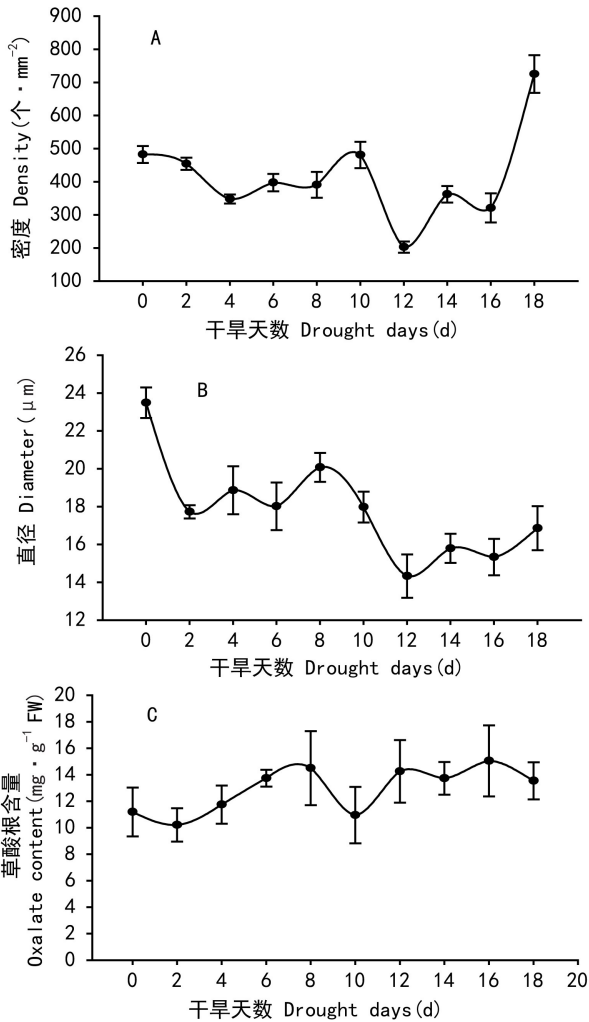 A
密度 Density(个·mm⁻²)
900
800
700
600
500
400
300
200
100
0 2 4 6 8 10 12 14 16 18
干旱天数 Drought days(d)
B
直径 Diameter(μm)
26
24
22
20
18
16
14
12
0 2 4 6 8 10 12 14 16 18
干旱天数 Drought days(d)
C
草酸根含量
Oxalate content(mg·g⁻¹ FW)
20
18
16
14
12
10
8
6
4
2
0
0 2 4 6 8 10 12 14 16 18 20
干旱天数 Drought days(d)